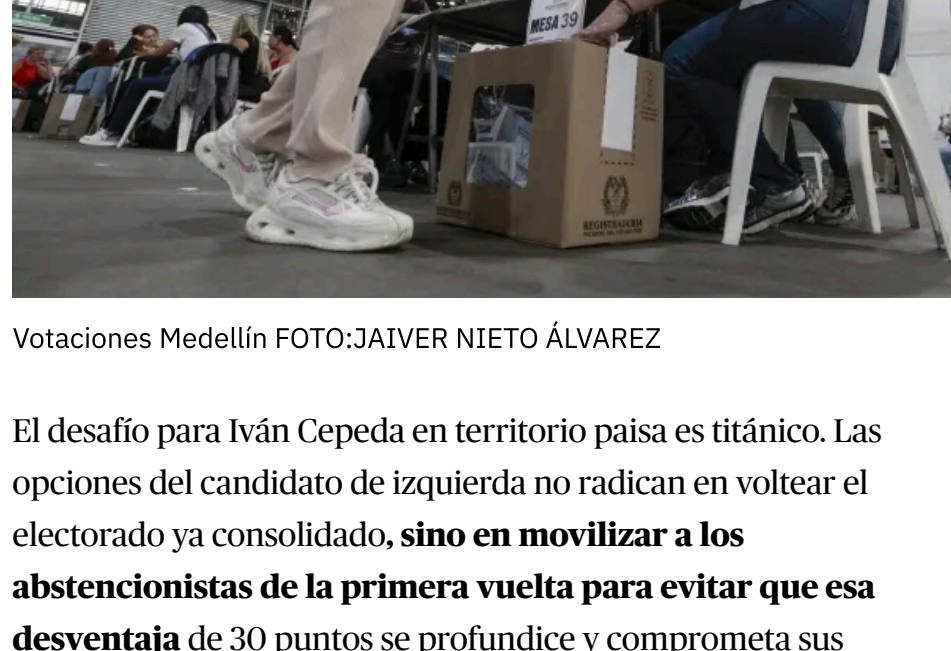 MESA 39
REGISTRADURÍA
Votaciones Medellín FOTO:JAIVER NIETO ÁLVAREZ
El desafío para Iván Cepeda en territorio paisa es titánico. Las
opciones del candidato de izquierda no radican en voltear el
electorado ya consolidado, sino en movilizar a los
abstencionistas de la primera vuelta para evitar que esa
desventaja de 30 puntos se profundice y comprometa sus